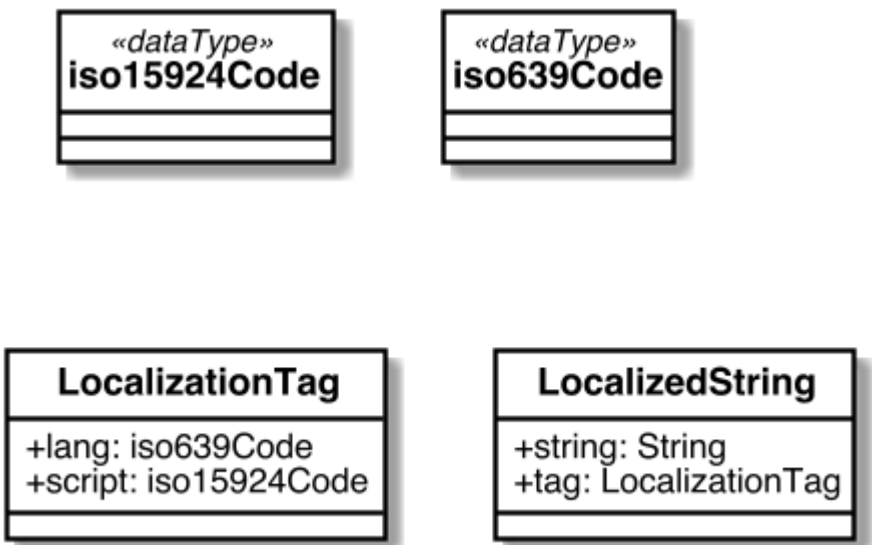 «dataType»
iso15924Code
«dataType»
iso639Code
LocalizationTag
+lang: iso639Code
+script: iso15924Code
LocalizedString
+string: String
+tag: LocalizationTag